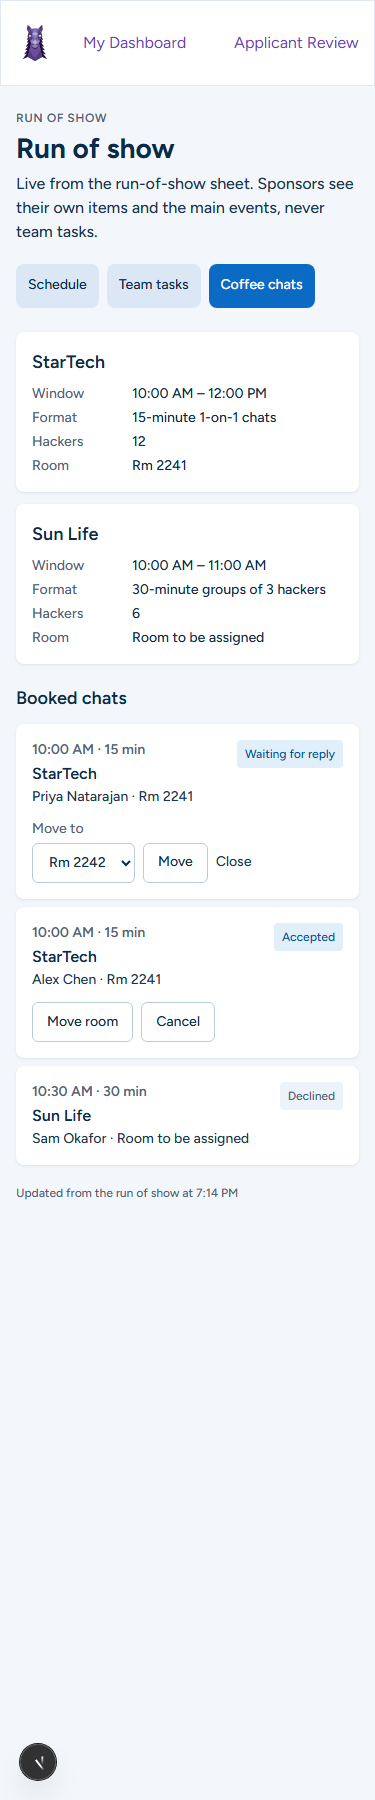 My Dashboard
Applicant Review
RUN OF SHOW
Run of show
Live from the run-of-show sheet. Sponsors see
their own items and the main events, never
team tasks.
Schedule
Team tasks
Coffee chats
StarTech
Window 10:00 AM – 12:00 PM
Format 15-minute 1-on-1 chats
Hackers 12
Room Rm 2241
Sun Life
Window 10:00 AM – 11:00 AM
Format 30-minute groups of 3 hackers
Hackers 6
Room Room to be assigned
Booked chats
10:00 AM · 15 min
Waiting for reply
StarTech
Priya Natarajan · Rm 2241
Move to
Rm 2242
Move
Close
10:00 AM · 15 min
Accepted
StarTech
Alex Chen · Rm 2241
Move room
Cancel
10:30 AM · 30 min
Declined
Sun Life
Sam Okafor · Room to be assigned
Updated from the run of show at 7:14 PM